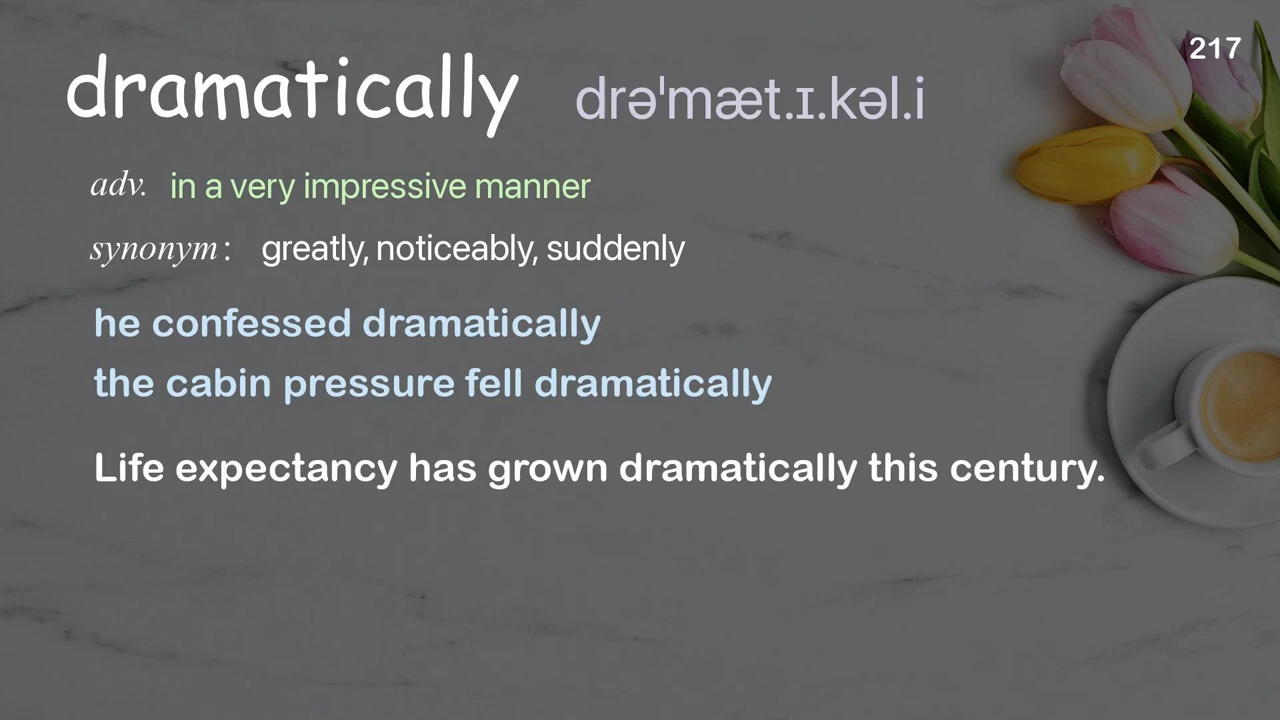 217
dramatically drəˈmæt.ɪ.kəl.i
adv. in a very impressive manner
synonym: greatly, noticeably, suddenly
he confessed dramatically
the cabin pressure fell dramatically
Life expectancy has grown dramatically this century.